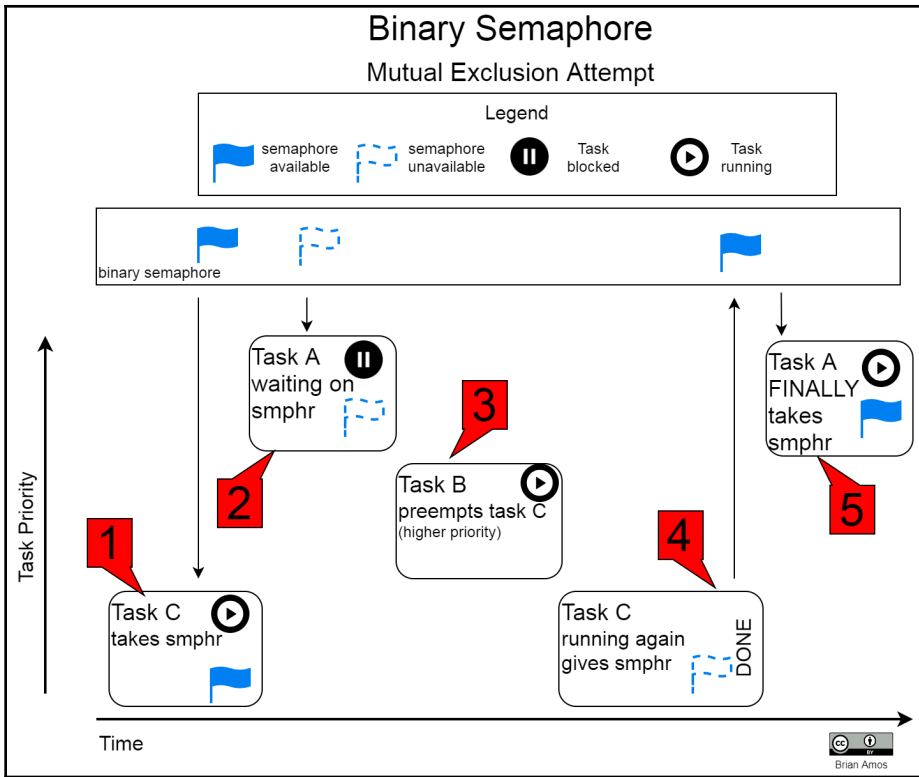 Binary Semaphore
Mutual Exclusion Attempt
Legend
semaphore
available
semaphore
unavailable
Task
blocked
Task
running
binary semaphore
Task Priority
1
Task C
takes smphr
2
Task A
waiting on
smphr
3
Task B
preempts task C
(higher priority)
4
Task C
running again
gives smphr
DONE
5
Task A
FINALLY
takes
smphr
Time
cc
BY
Brian Amos